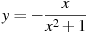 y = −\frac{x}{x^2 + 1}